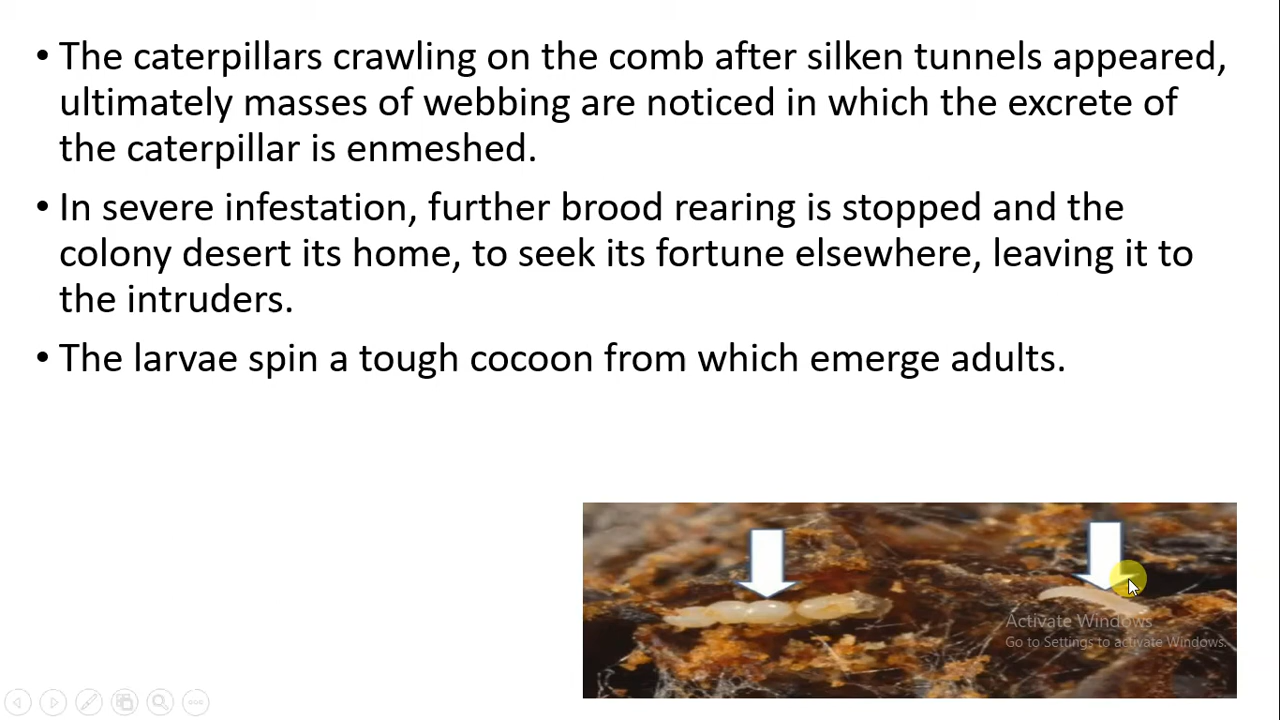 • The caterpillars crawling on the comb after silken tunnels appeared,
ultimately masses of webbing are noticed in which the excrete of
the caterpillar is enmeshed.
• In severe infestation, further brood rearing is stopped and the
colony desert its home, to seek its fortune elsewhere, leaving it to
the intruders.
• The larvae spin a tough cocoon from which emerge adults.
Activate Windows
Go to Settings to activate Windows.